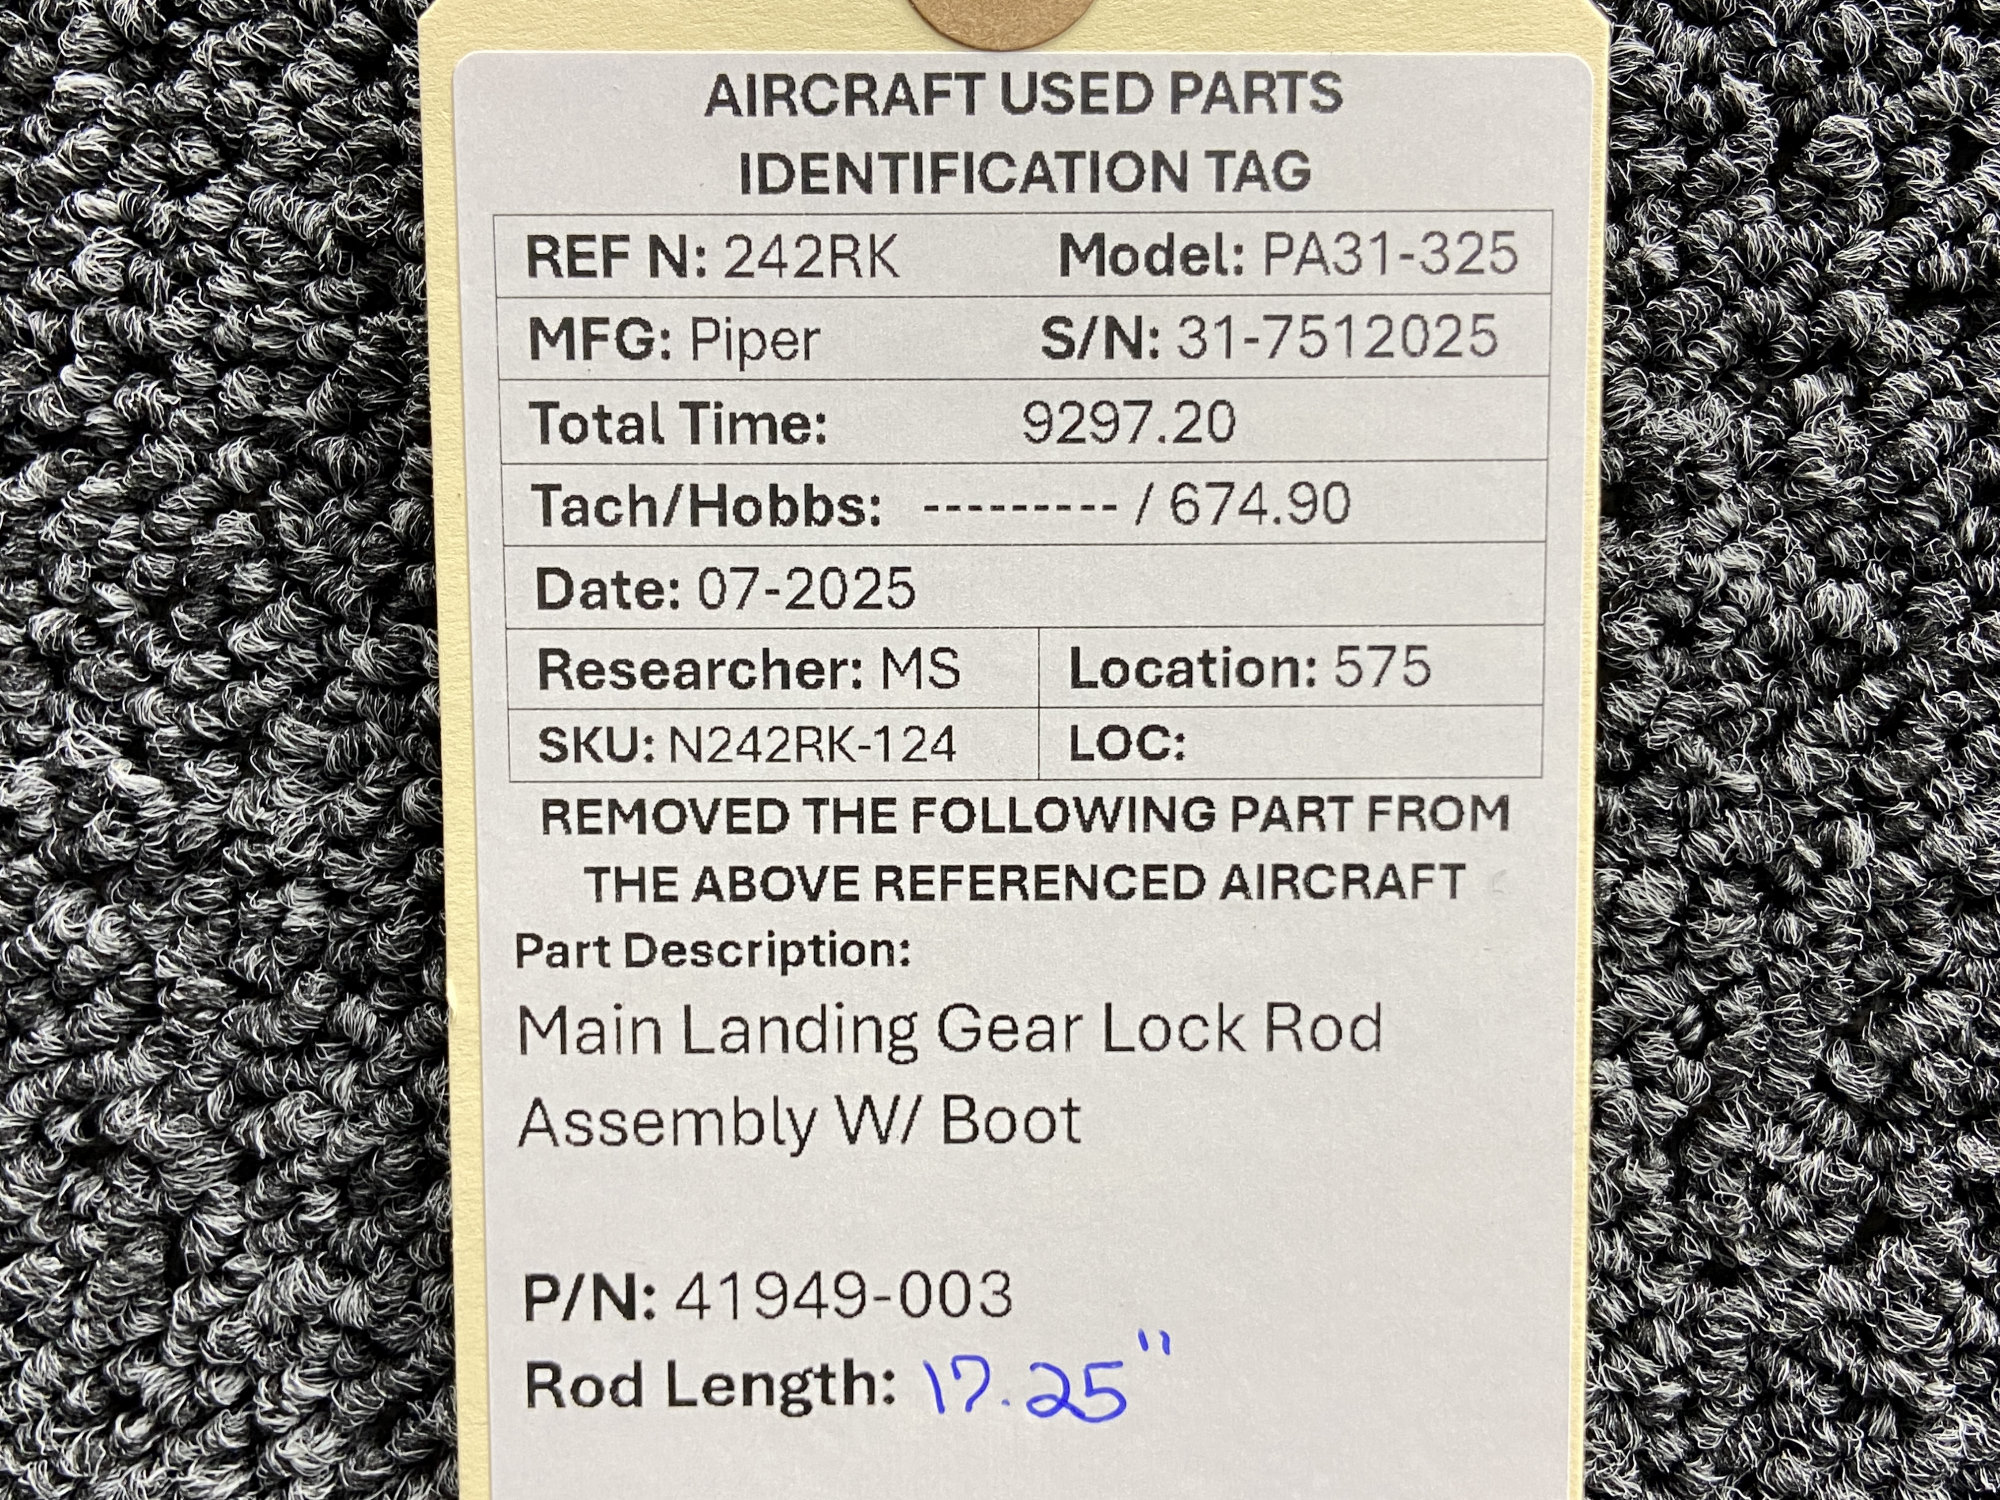 AIRCRAFT USED PARTS
IDENTIFICATION TAG
REF N: 242RK Model: PA31-325
MFG: Piper S/N: 31-7512025
Total Time: 9297.20
Tach/Hobbs: --------- / 674.90
Date: 07-2025
Researcher: MS Location: 575
SKU: N242RK-124 LOC:
REMOVED THE FOLLOWING PART FROM
THE ABOVE REFERENCED AIRCRAFT
Part Description:
Main Landing Gear Lock Rod
Assembly W/ Boot
P/N: 41949-003
Rod Length: 17.25"